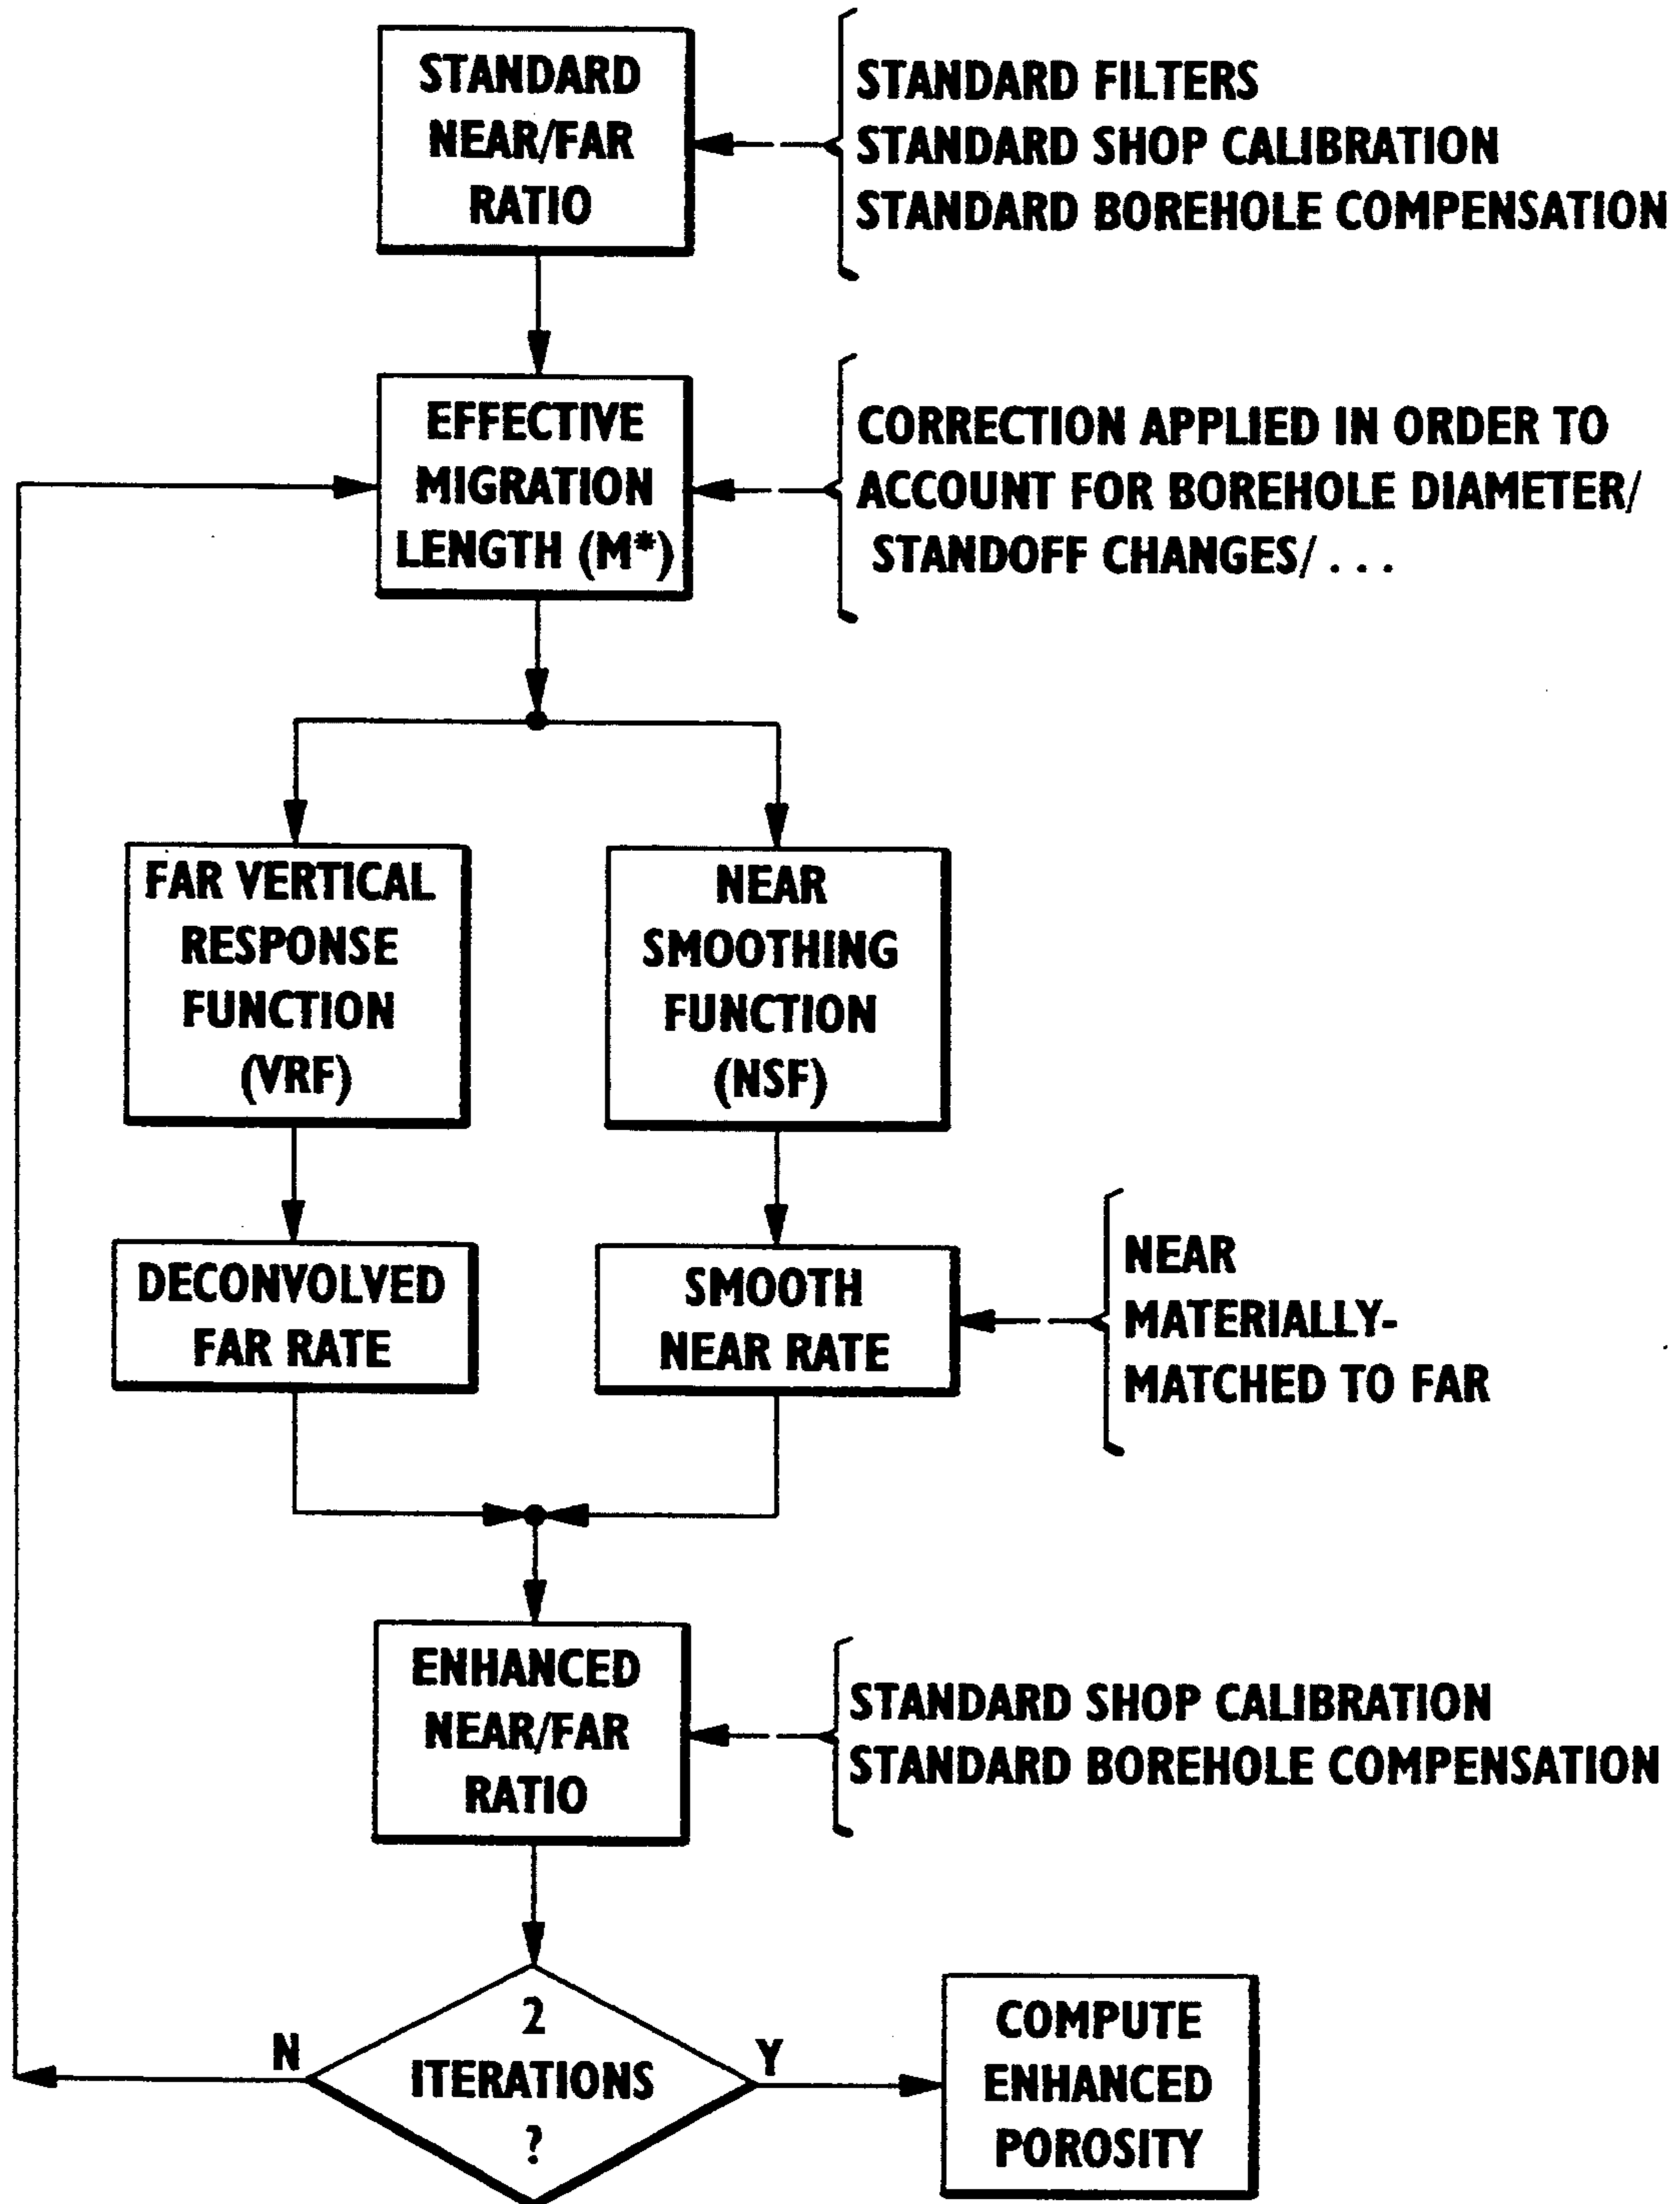 STANDARD
NEAR/FAR
RATIO
STANDARD FILTERS
STANDARD SHOP CALIBRATION
STANDARD BOREHOLE COMPENSATION
EFFECTIVE
MIGRATION
LENGTH (M*)
CORRECTION APPLIED IN ORDER TO
ACCOUNT FOR BOREHOLE DIAMETER/
STANDOFF CHANGES/ . . .
FAR VERTICAL
RESPONSE
FUNCTION
(VRF)
NEAR
SMOOTHING
FUNCTION
(NSF)
DECONVOLVED
FAR RATE
SMOOTH
NEAR RATE
NEAR
MATERIALLY-
MATCHED TO FAR
ENHANCED
NEAR/FAR
RATIO
STANDARD SHOP CALIBRATION
STANDARD BOREHOLE COMPENSATION
N
2
ITERATIONS
?
Y
COMPUTE
ENHANCED
POROSITY